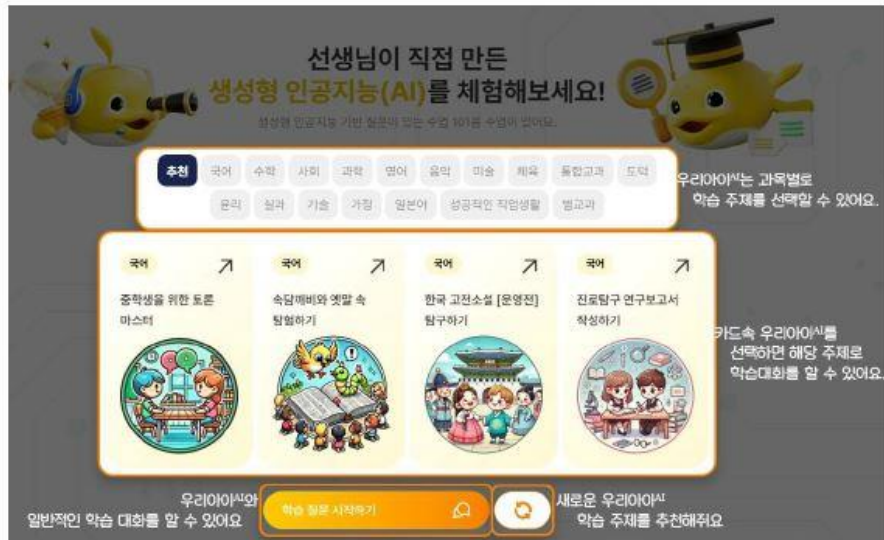 선생님이 직접 만든
생성형 인공지능(AI)를 체험해보세요!
생성형 인공지능 기반 질문이 있는 수업 101종 수업이 있어요.
추천 국어 수학 사회 과학 영어 음악 미술 체육 통합교과 도덕
윤리 실과 기술 가정 일본어 성공적인 직업생활 범교과
우리아이AI는 과목별로
학습 주제를 선택할 수 있어요.
국어 국어 국어 국어
중학생을 위한 토론 마스터
속담깨비와 옛말 속 탐험하기
한국 고전소설 [운영전] 탐구하기
진로탐구 연구보고서 작성하기
카드속 우리아이AI를
선택하면 해당 주제로
학습대화를 할 수 있어요.
우리아이AI와
일반적인 학습 대화를 할 수 있어요
학습 질문 시작하기
새로운 우리아이AI
학습 주제를 추천해줘요